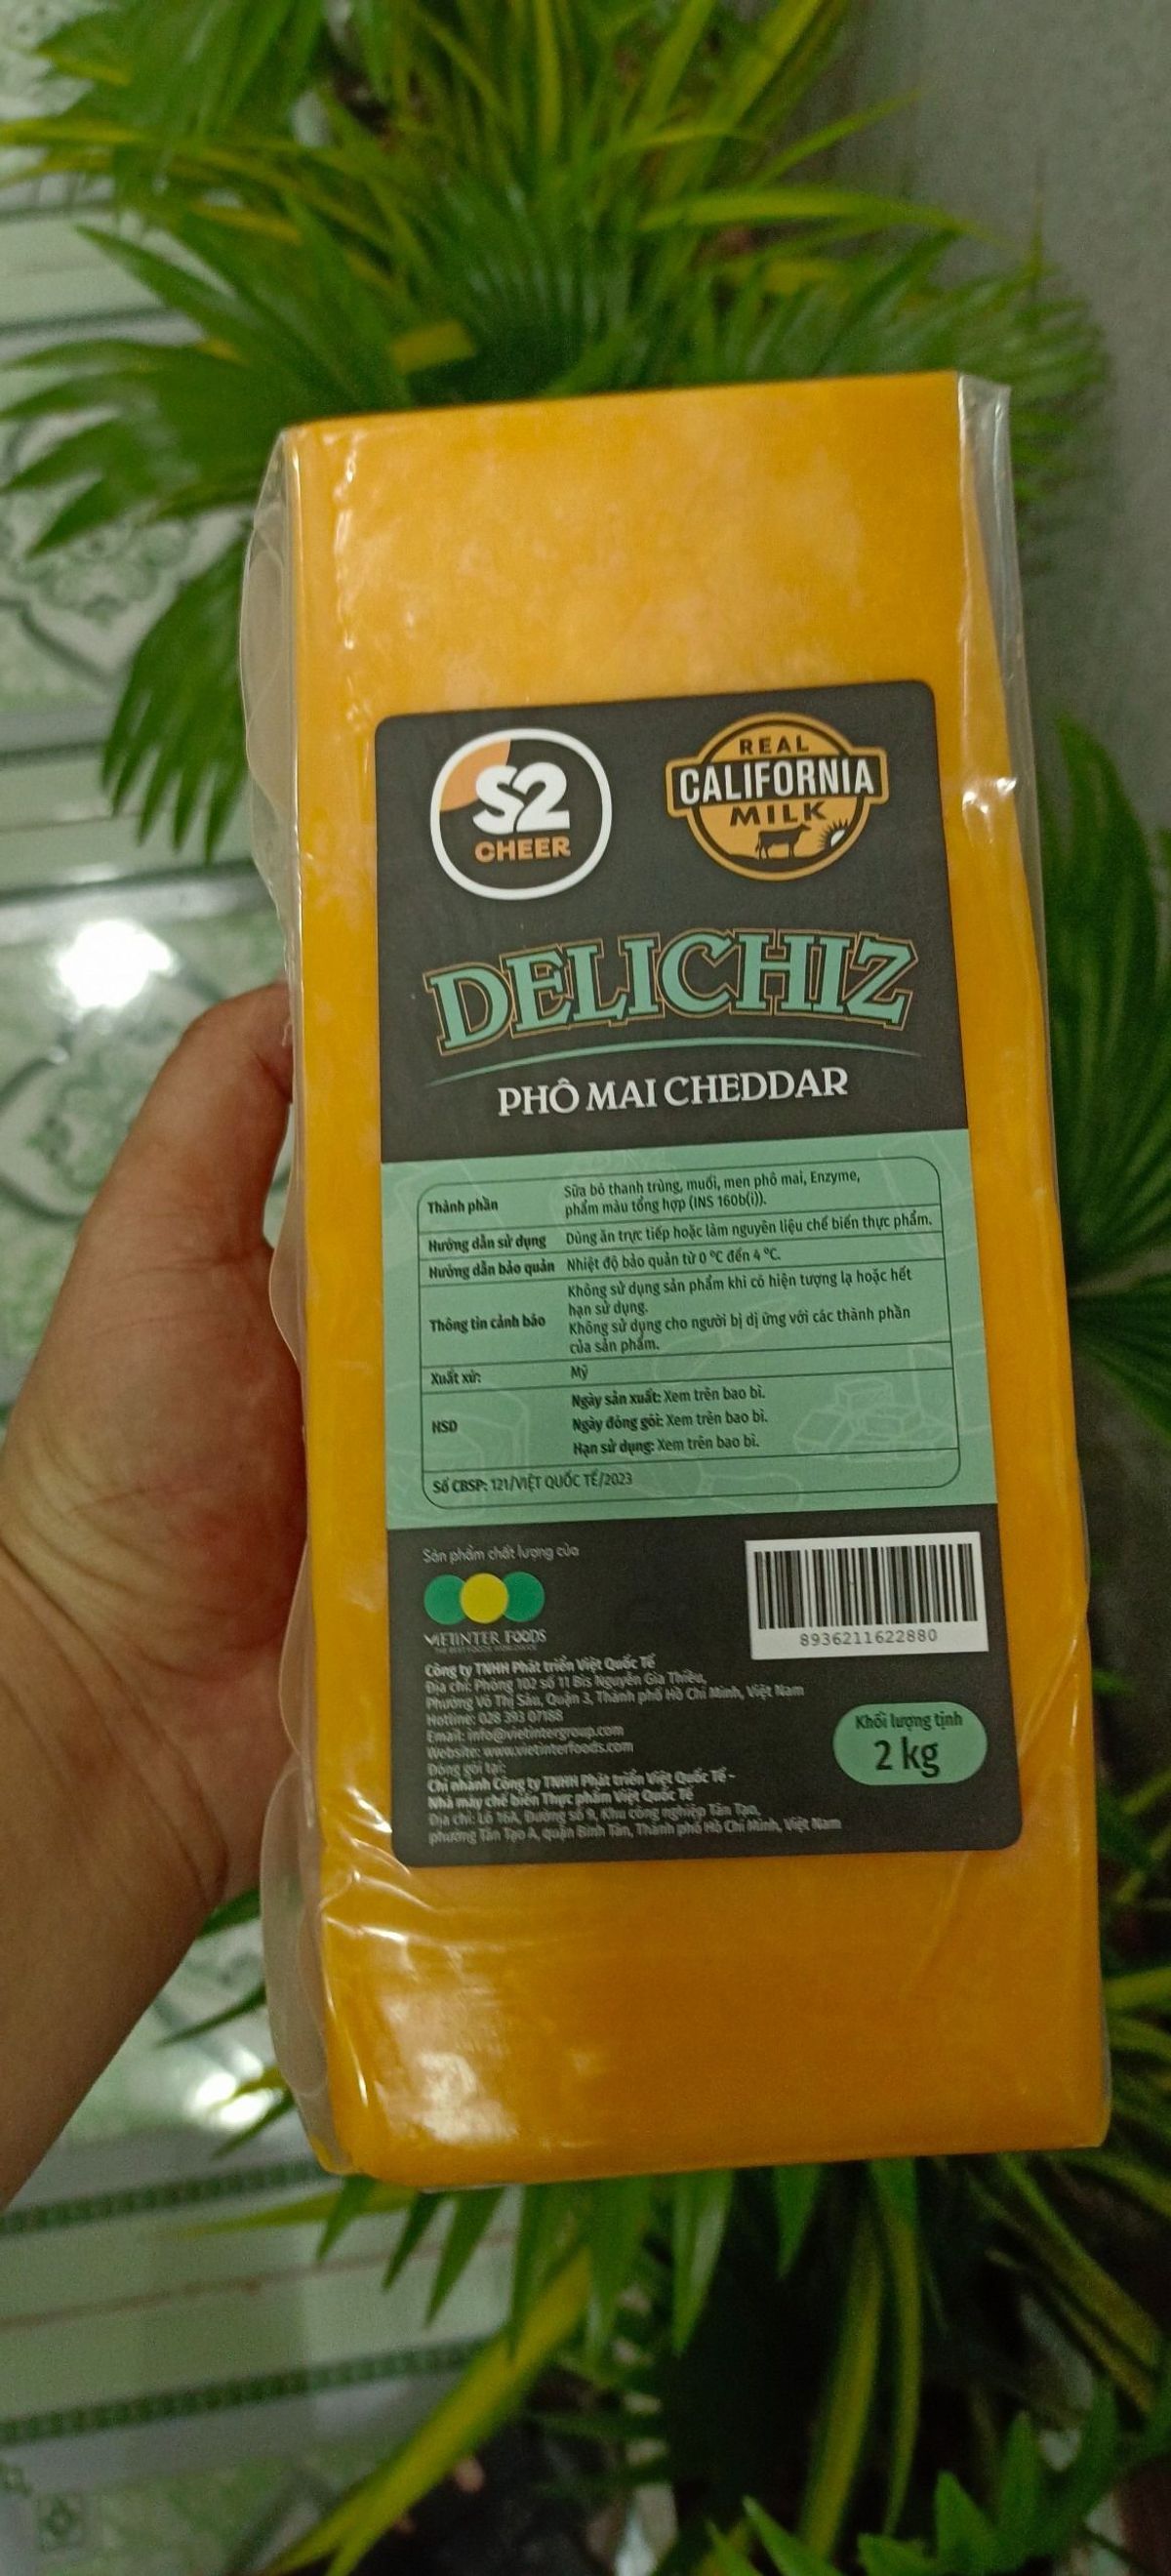 S2
CHEER
REAL
CALIFORNIA
MILK
DELICHIZ
PHÔ MAI CHEDDAR
Thành phần
Sữa bò thanh trùng, muối, men phô mai, Enzyme,
phẩm màu tổng hợp (INS 160b(i)).
Hướng dẫn sử dụng Dùng ăn trực tiếp hoặc làm nguyên liệu chế biến thực phẩm.
Hướng dẫn bảo quản Nhiệt độ bảo quản từ 0 °C đến 4 °C.
Thông tin cảnh báo
Không sử dụng sản phẩm khi có hiện tượng lạ hoặc hết
hạn sử dụng.
Không sử dụng cho người bị dị ứng với các thành phần
của sản phẩm.
Xuất xứ: Mỹ
HSD
Ngày sản xuất: Xem trên bao bì.
Ngày đóng gói: Xem trên bao bì.
Hạn sử dụng: Xem trên bao bì.
Số CBSP: 121/VIỆT QUỐC TẾ/2023
Sản phẩm chất lượng của
VIETINTER FOODS
8936211622880
Công ty TNHH Phát triển Việt Quốc Tế
Địa chỉ: Phòng 102 số 11 Bis Nguyễn Gia Thiều,
Phường Võ Thị Sáu, Quận 3, Thành phố Hồ Chí Minh, Việt Nam
Hotline: 028 393 07188
Email: info@vietintergroup.com
Website: www.vietinterfoods.com
Đóng gói tại:
Chi nhánh Công ty TNHH Phát triển Việt Quốc Tế -
Nhà máy chế biến Thực phẩm Việt Quốc Tế
Địa chỉ: Lô 16A, Đường số 9, Khu công nghiệp Tân Tạo,
phường Tân Tạo A, quận Bình Tân, Thành phố Hồ Chí Minh, Việt Nam
Khối lượng tịnh
2 kg